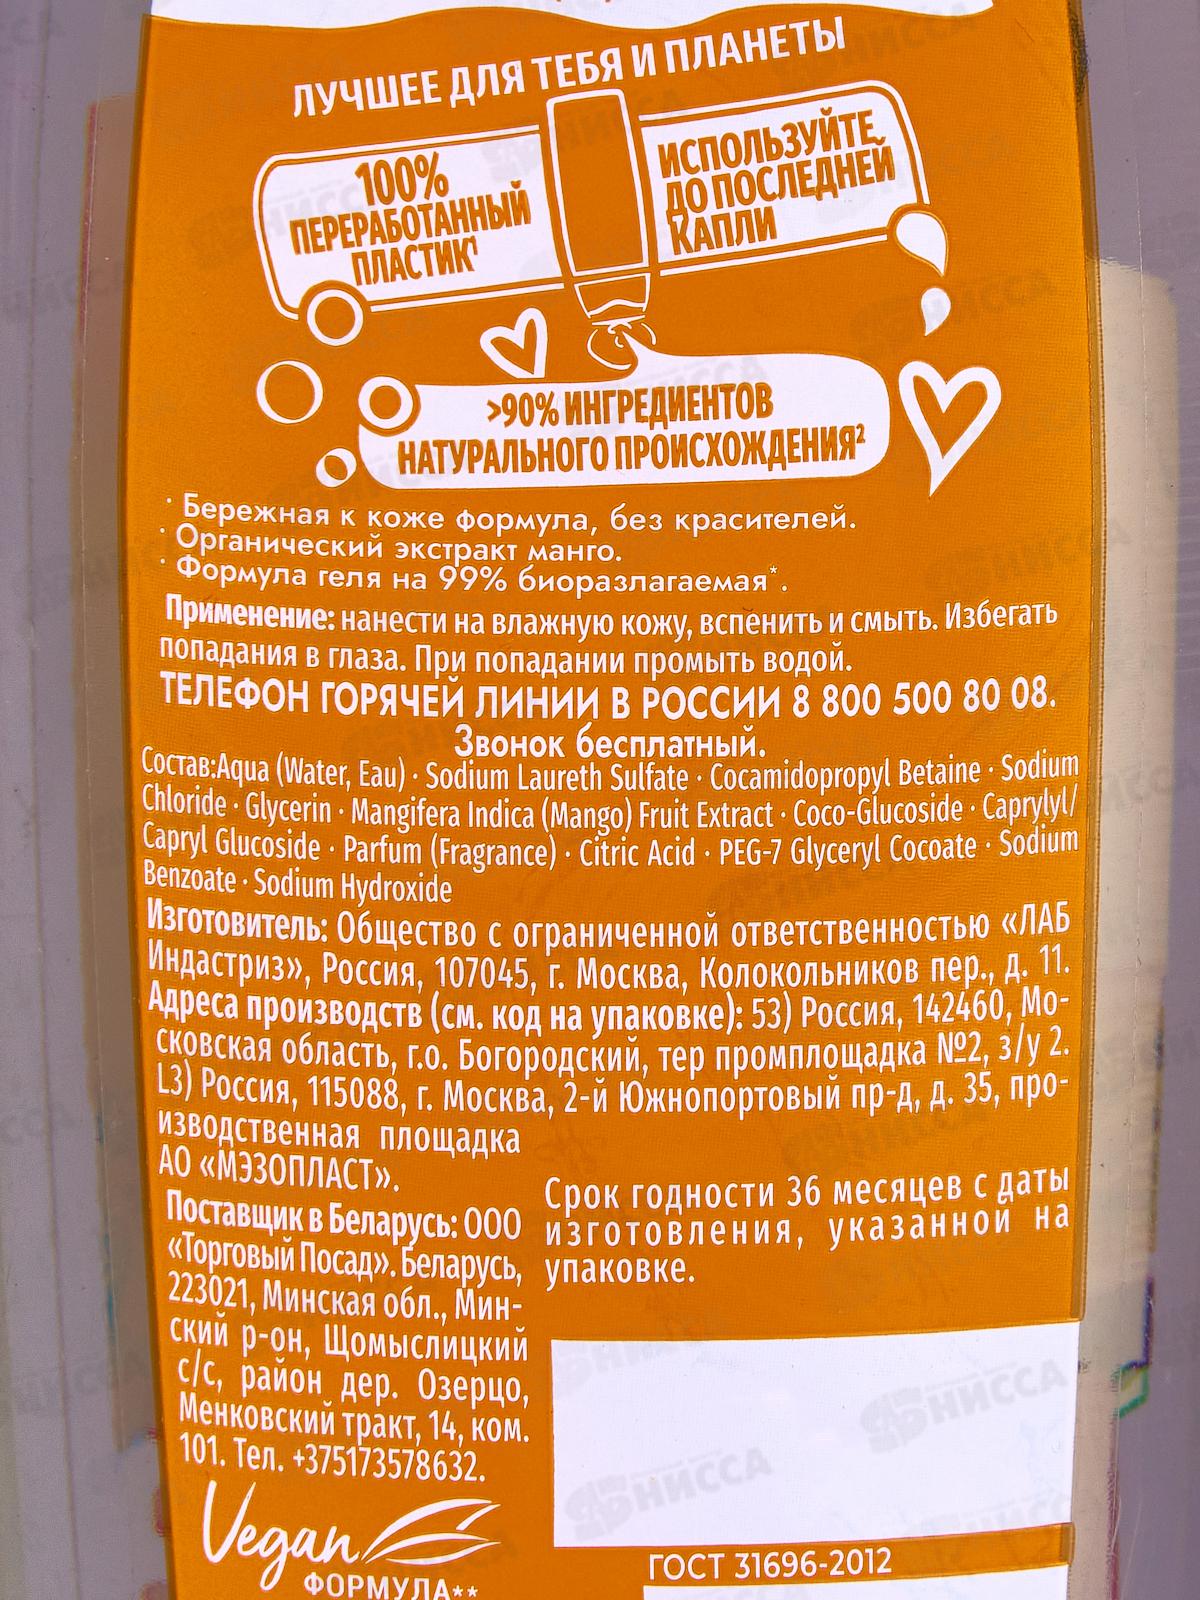 ЛУЧШЕЕ ДЛЯ ТЕБЯ И ПЛАНЕТЫ
100%
ПЕРЕРАБОТАННЫЙ
ПЛАСТИК¹
ИСПОЛЬЗУЙТЕ
ДО ПОСЛЕДНЕЙ
КАПЛИ
>90% ИНГРЕДИЕНТОВ
НАТУРАЛЬНОГО ПРОИСХОЖДЕНИЯ²
· Бережная к коже формула, без красителей.
· Органический экстракт манго.
· Формула геля на 99% биоразлагаемая*.
Применение: нанести на влажную кожу, вспенить и смыть. Избегать
попадания в глаза. При попадании промыть водой.
ТЕЛЕФОН ГОРЯЧЕЙ ЛИНИИ В РОССИИ 8 800 500 80 08.
Звонок бесплатный.
Состав:Aqua (Water, Eau) · Sodium Laureth Sulfate · Cocamidopropyl Betaine · Sodium
Chloride · Glycerin · Mangifera Indica (Mango) Fruit Extract · Coco-Glucoside · Caprylyl/
Capryl Glucoside · Parfum (Fragrance) · Citric Acid · PEG-7 Glyceryl Cocoate · Sodium
Benzoate · Sodium Hydroxide
Изготовитель: Общество с ограниченной ответственностью «ЛАБ
Индастриз», Россия, 107045, г. Москва, Колокольников пер., д. 11.
Адреса производств (см. код на упаковке): 53) Россия, 142460, Мо-
сковская область, г.о. Богородский, тер промплощадка №2, з/у 2.
L3) Россия, 115088, г. Москва, 2-й Южнопортовый пр-д, д. 35, про-
изводственная площадка
АО «МЭЗОПЛАСТ».
Поставщик в Беларусь: ООО
«Торговый Посад». Беларусь,
223021, Минская обл., Мин-
ский р-он, Щомыслицкий
с/с, район дер. Озерцо,
Менковский тракт, 14, ком.
101. Тел. +375173578632.
Срок годности 36 месяцев с даты
изготовления, указанной на
упаковке.
Vegan
ФОРМУЛА**
ГОСТ 31696-2012
НИССА
НИССА